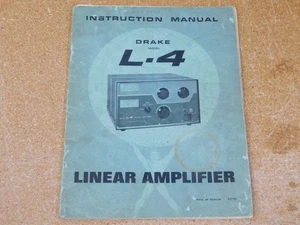 INSTRUCTION MANUAL
DRAKE
MODEL
L-4
LINEAR AMPLIFIER